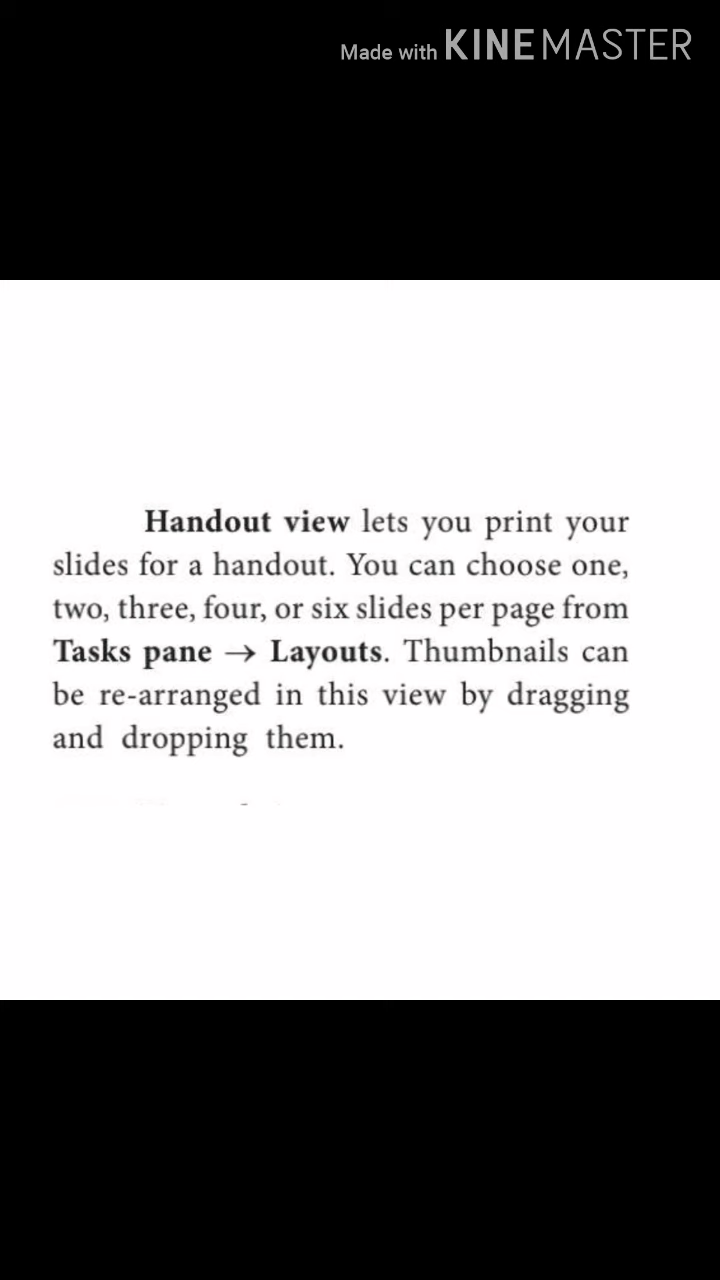 Made with KINEMASTER
Handout view lets you print your
slides for a handout. You can choose one,
two, three, four, or six slides per page from
Tasks pane → Layouts. Thumbnails can
be re-arranged in this view by dragging
and dropping them.